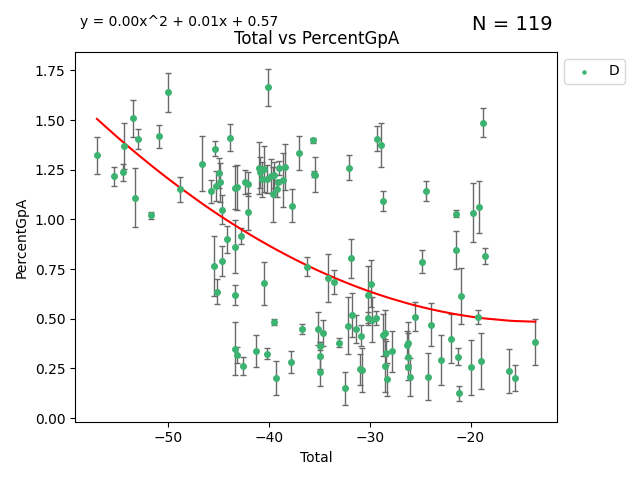 y = 0.00x^2 + 0.01x + 0.57
N = 119
Total vs PercentGpA
D
PercentGpA
1.75
1.50
1.25
1.00
0.75
0.50
0.25
0.00
−50
−40
−30
−20
Total